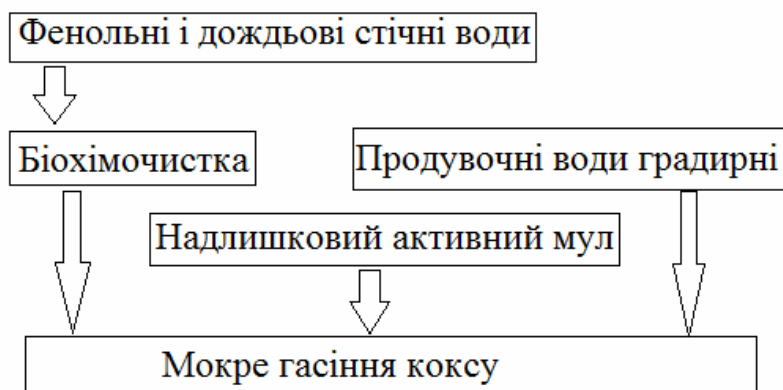 Фенольні і дождьові стічні води
Біохімочистка
Продувочні води градирні
Надлишковий активний мул
Мокре гасіння коксу